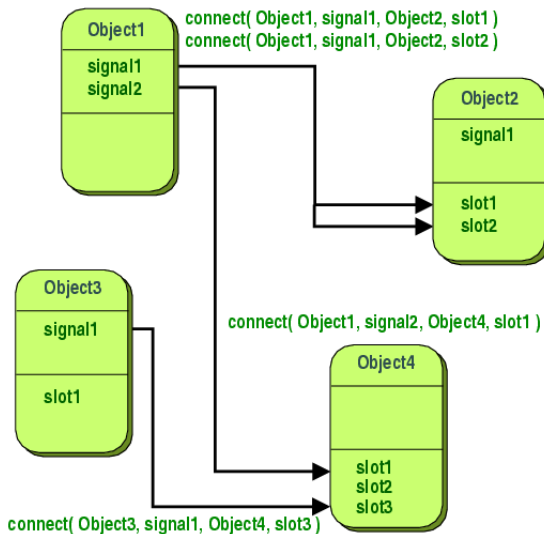 Object1
signal1
signal2
connect( Object1, signal1, Object2, slot1 )
connect( Object1, signal1, Object2, slot2 )
Object2
signal1
slot1
slot2
Object3
signal1
slot1
connect( Object1, signal2, Object4, slot1 )
Object4
slot1
slot2
slot3
connect( Object3, signal1, Object4, slot3 )